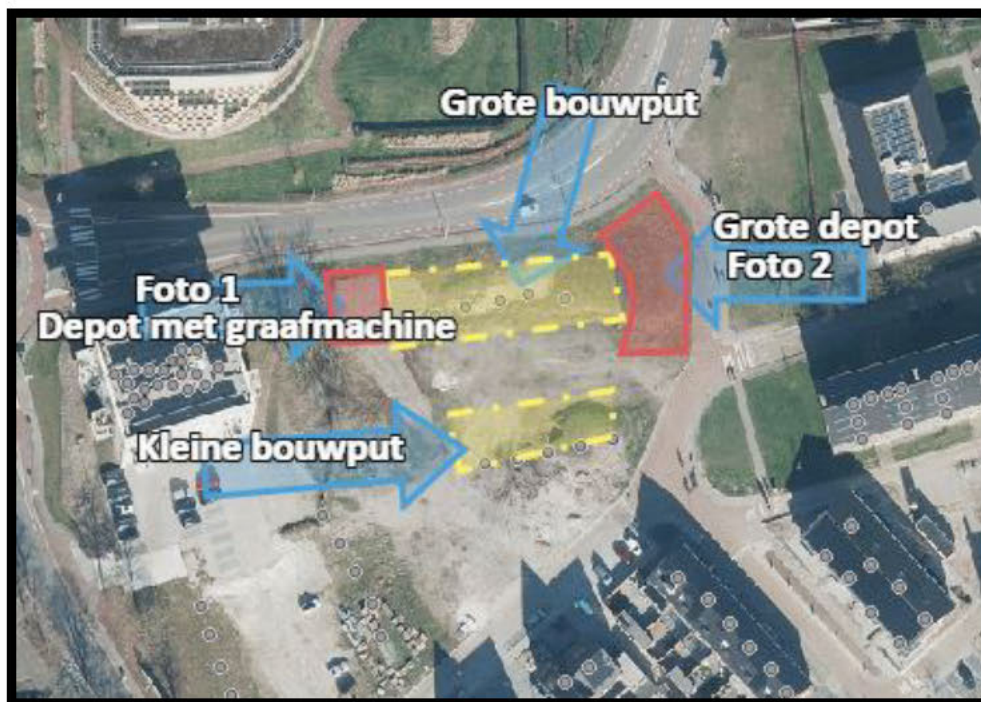 Grote bouwput
Grote depot
Foto 2
Foto 1
Depot met graafmachine
Kleine bouwput